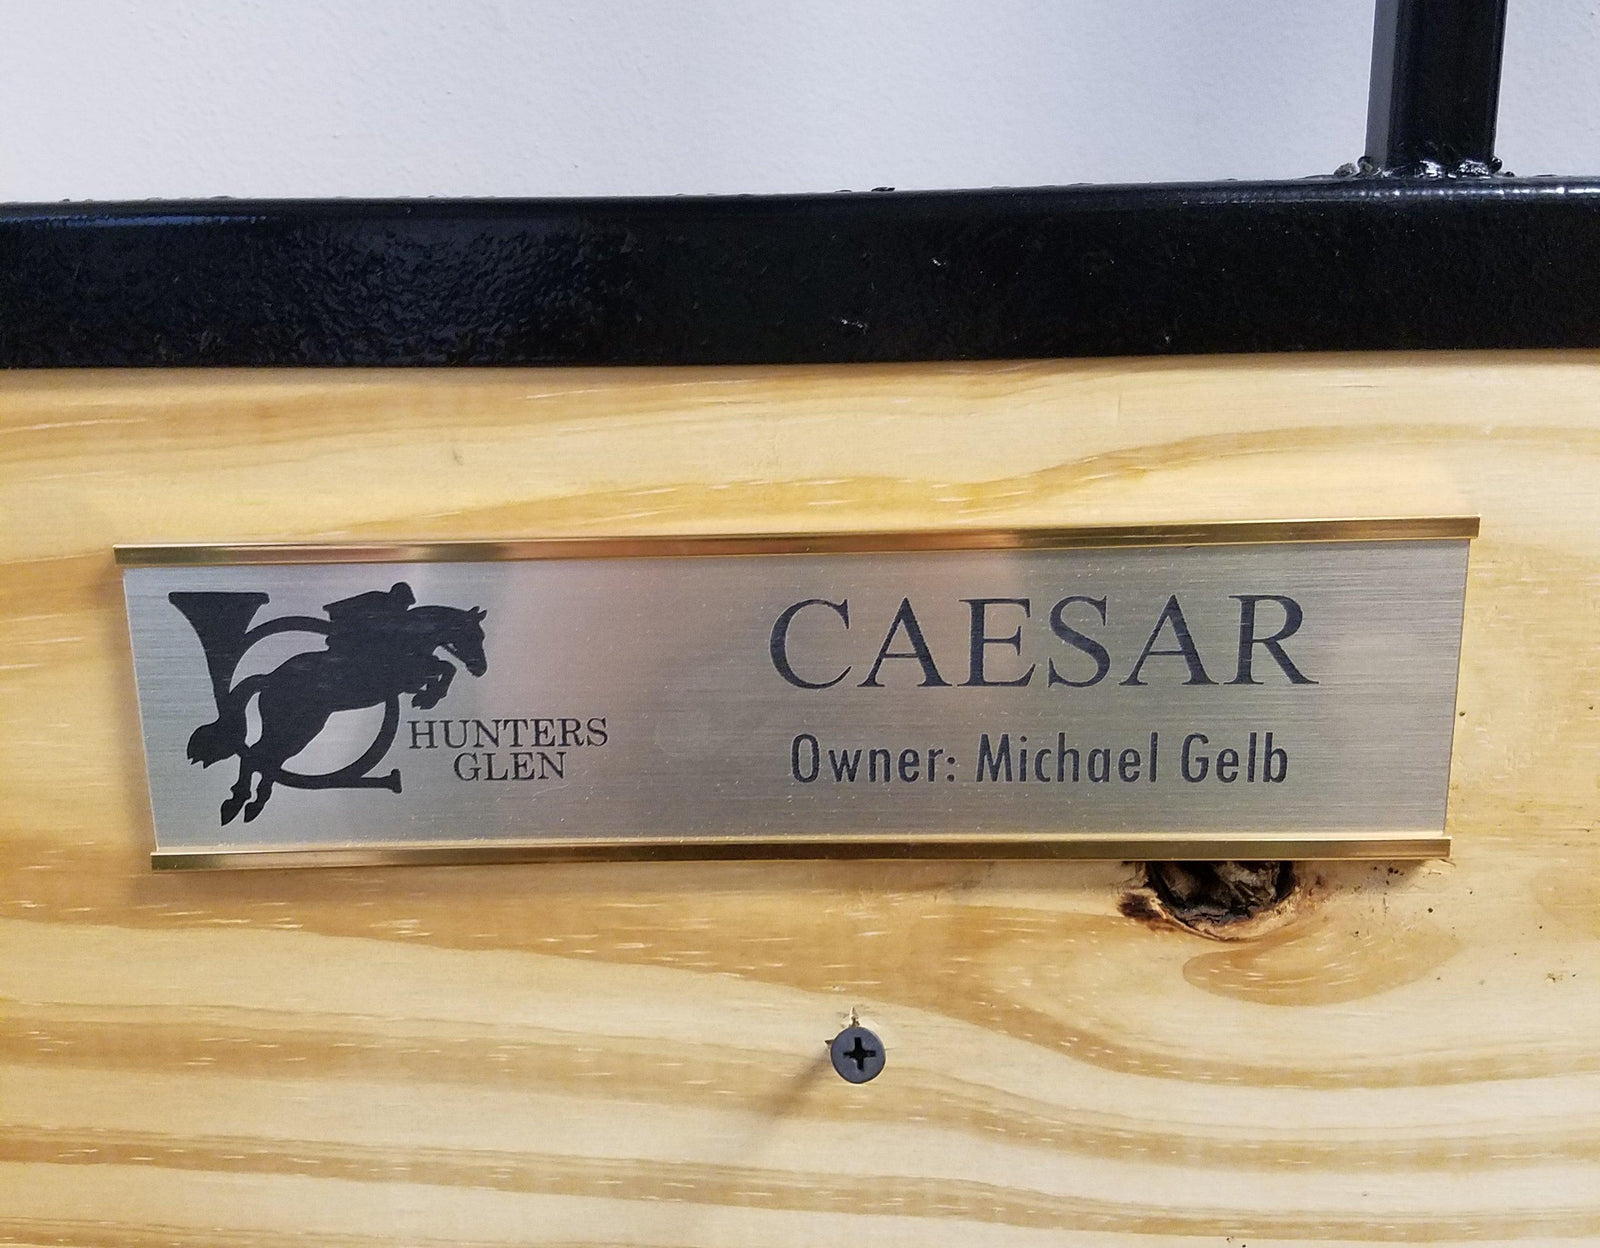 HUNTERS
GLEN
CAESAR
Owner: Michael Gelb